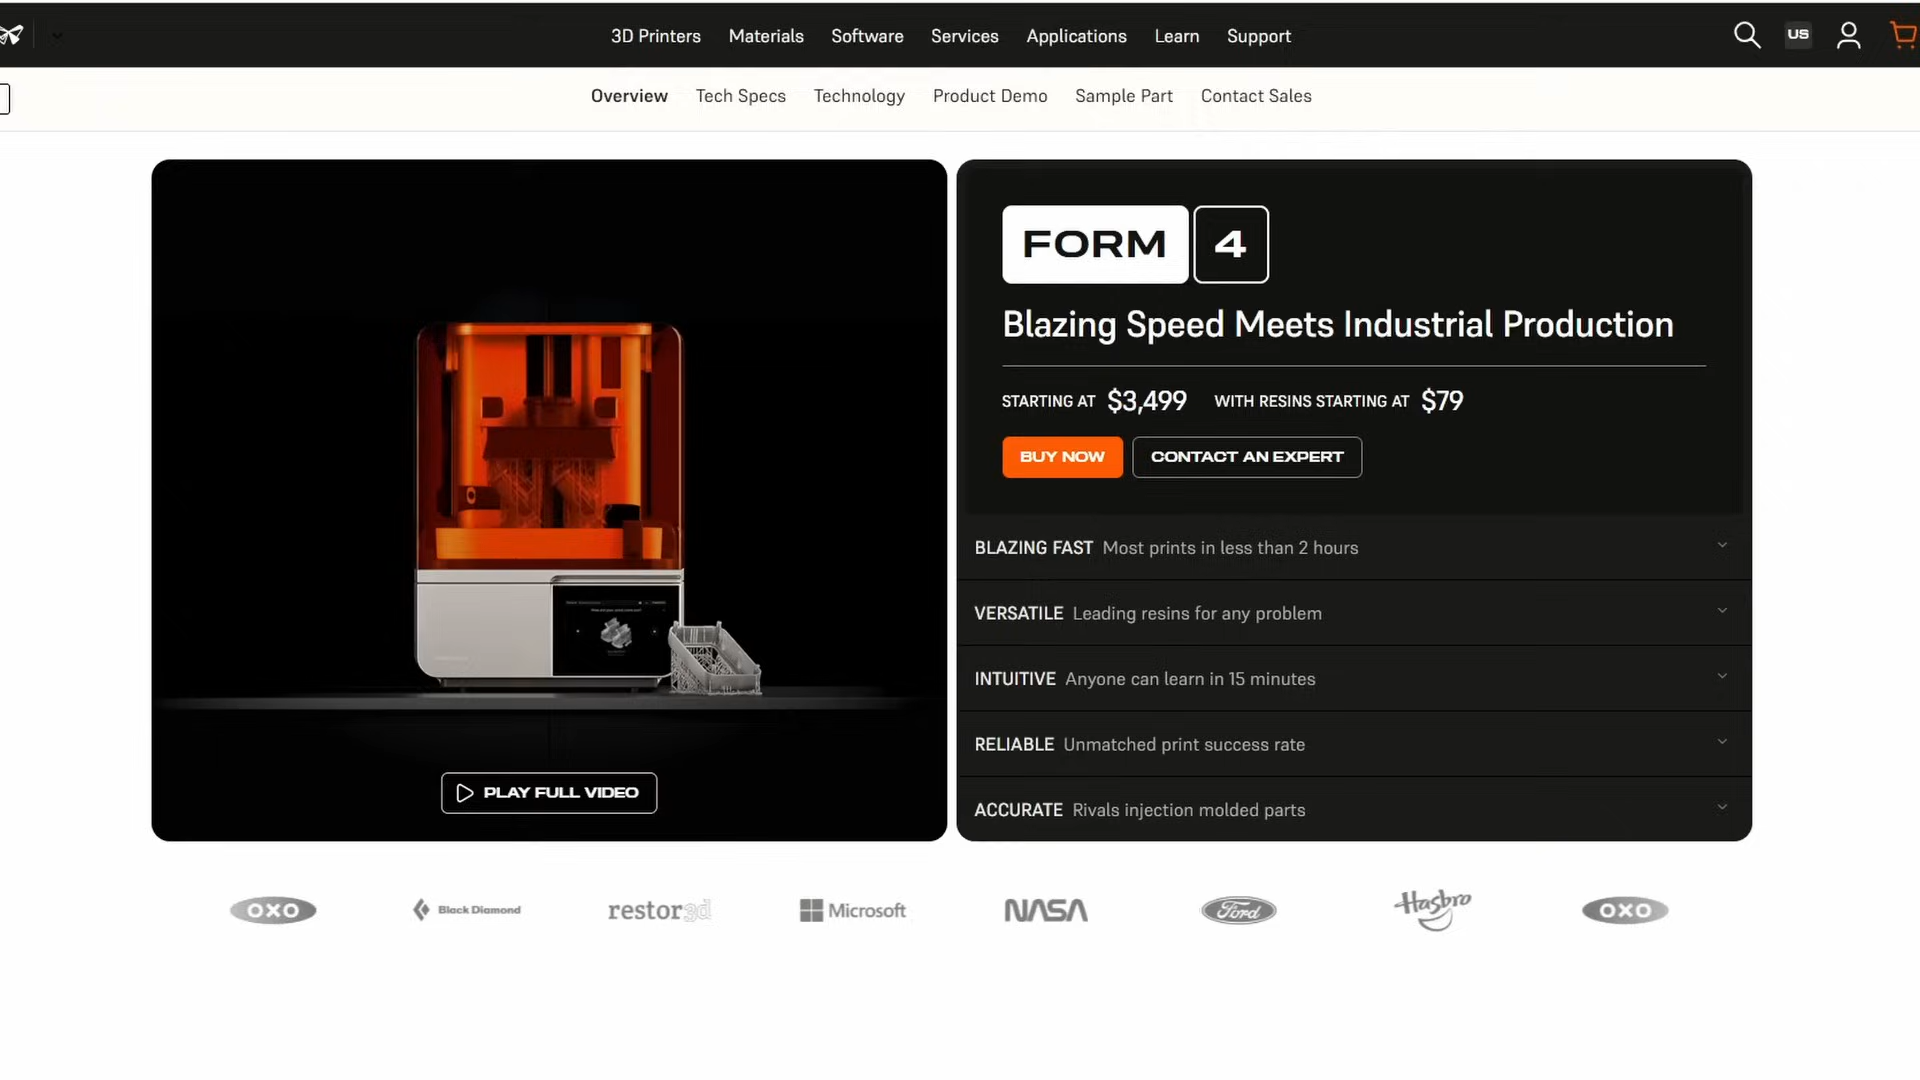 3D Printers Materials Software Services Applications Learn Support US
Overview Tech Specs Technology Product Demo Sample Part Contact Sales
FORM 4
Blazing Speed Meets Industrial Production
STARTING AT $3,499 WITH RESINS STARTING AT $79
BUY NOW CONTACT AN EXPERT
BLAZING FAST Most prints in less than 2 hours
VERSATILE Leading resins for any problem
INTUITIVE Anyone can learn in 15 minutes
RELIABLE Unmatched print success rate
ACCURATE Rivals injection molded parts
PLAY FULL VIDEO
OXO Black Diamond restor3d Microsoft NASA Ford Hasbro OXO